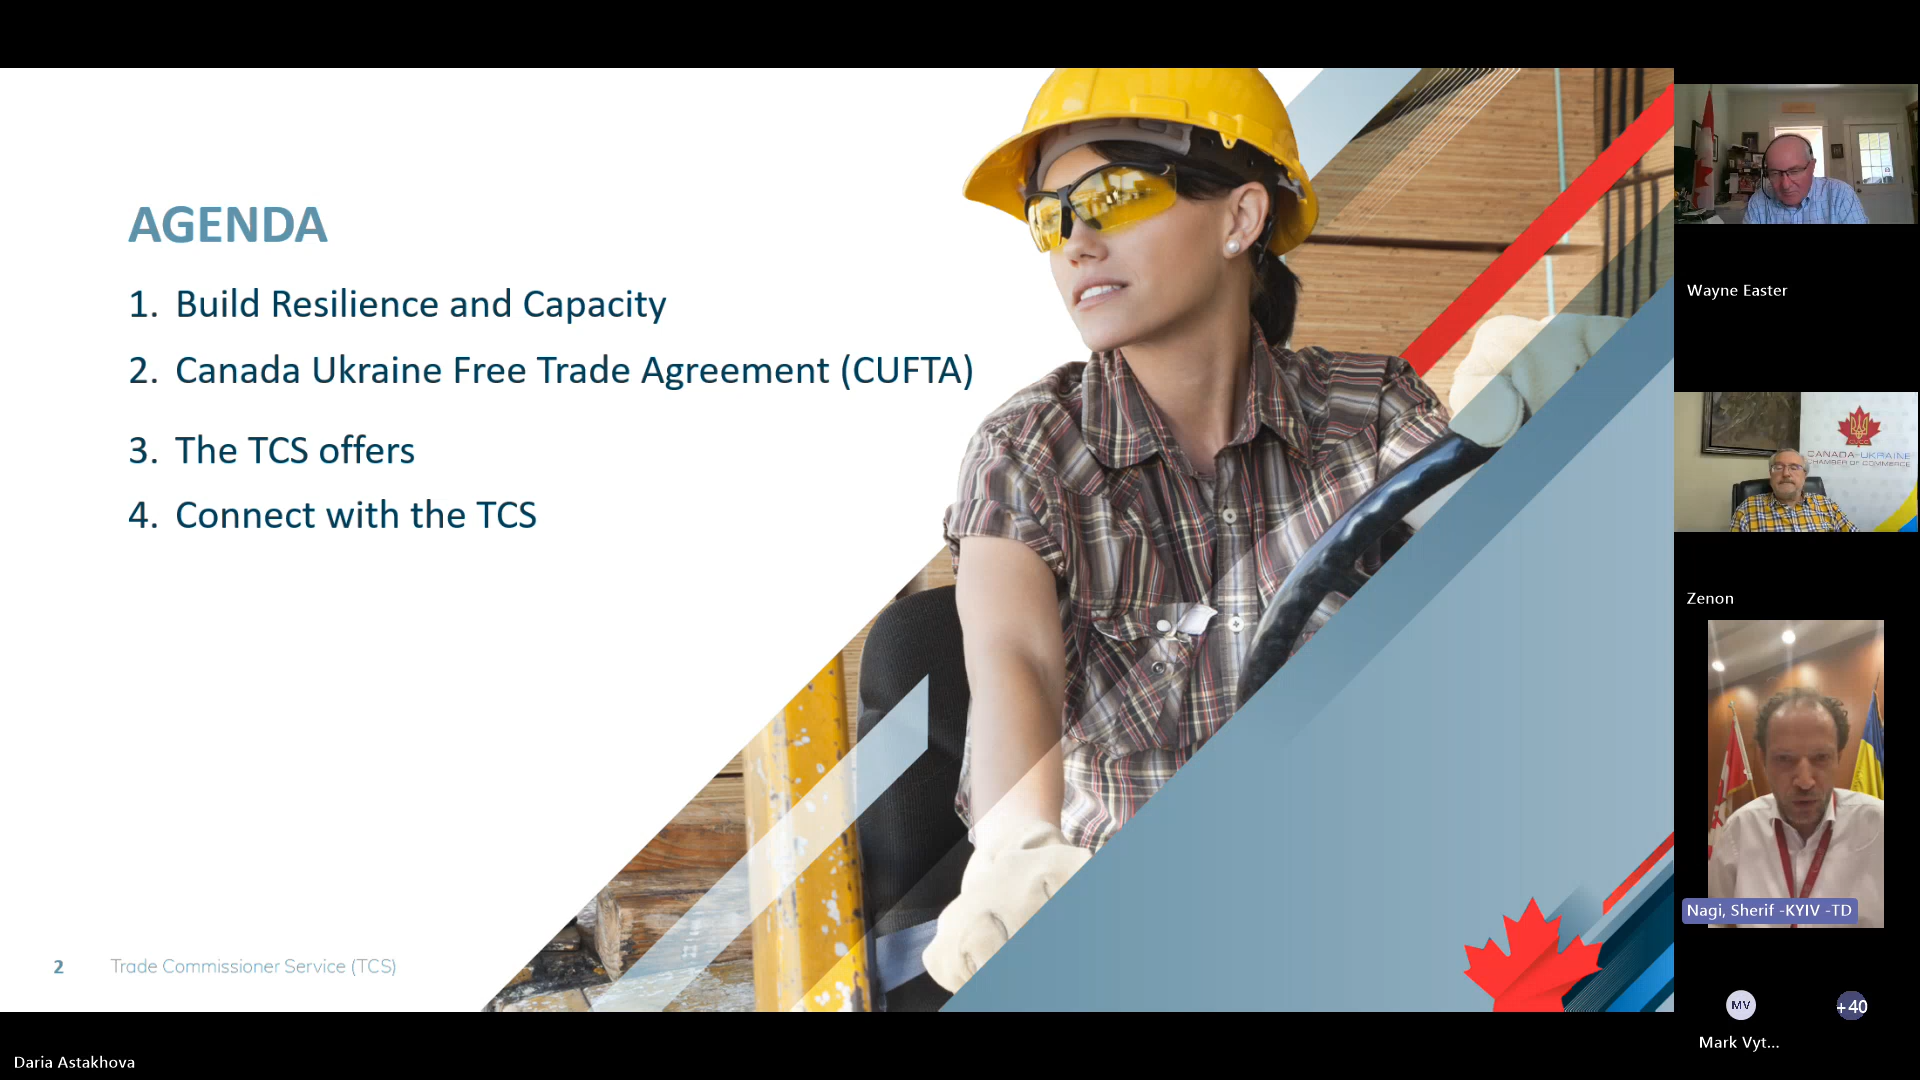 AGENDA
1. Build Resilience and Capacity
2. Canada Ukraine Free Trade Agreement (CUFTA)
3. The TCS offers
4. Connect with the TCS
2 Trade Commissioner Service (TCS)
Daria Astakhova
Wayne Easter
CANADA-UKRAINE
CHAMBER OF COMMERCE
Zenon
Nagi, Sherif -KYIV -TD
MV
+40
Mark Vyt...